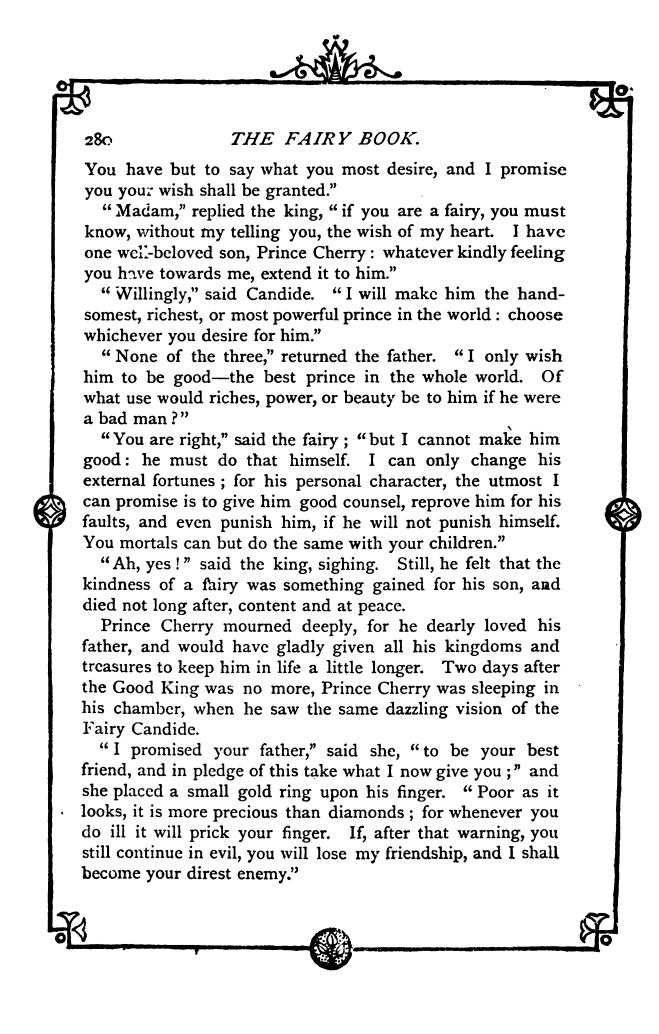 280 THE FAIRY BOOK.
You have but to say what you most desire, and I promise
you your wish shall be granted.”
“Madam,” replied the king, “if you are a fairy, you must
know, without my telling you, the wish of my heart. I have
one well-beloved son, Prince Cherry: whatever kindly feeling
you have towards me, extend it to him.”
“Willingly,” said Candide. “I will make him the hand-
somest, richest, or most powerful prince in the world: choose
whichever you desire for him.”
“None of the three,” returned the father. “I only wish
him to be good—the best prince in the whole world. Of
what use would riches, power, or beauty be to him if he were
a bad man?”
“You are right,” said the fairy; “but I cannot make him
good: he must do that himself. I can only change his
external fortunes; for his personal character, the utmost I
can promise is to give him good counsel, reprove him for his
faults, and even punish him, if he will not punish himself.
You mortals can but do the same with your children.”
“Ah, yes!” said the king, sighing. Still, he felt that the
kindness of a fairy was something gained for his son, and
died not long after, content and at peace.
Prince Cherry mourned deeply, for he dearly loved his
father, and would have gladly given all his kingdoms and
treasures to keep him in life a little longer. Two days after
the Good King was no more, Prince Cherry was sleeping in
his chamber, when he saw the same dazzling vision of the
Fairy Candide.
“I promised your father,” said she, “to be your best
friend, and in pledge of this take what I now give you;” and
she placed a small gold ring upon his finger. “Poor as it
looks, it is more precious than diamonds; for whenever you
do ill it will prick your finger. If, after that warning, you
still continue in evil, you will lose my friendship, and I shall
become your direst enemy.”